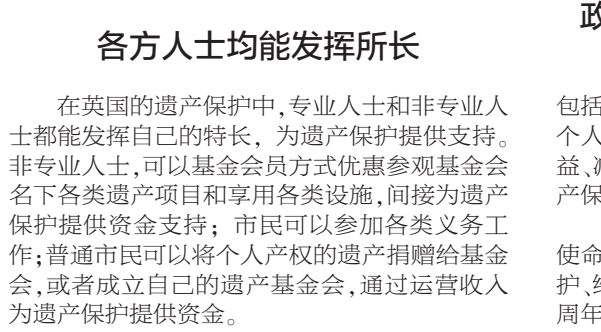 各方人士均能发挥所长
在英国的遗产保护中,专业人士和非专业人
士都能发挥自己的特长,为遗产保护提供支持。
非专业人士,可以基金会员方式优惠参观基金会
名下各类遗产项目和享用各类设施,间接为遗产
保护提供资金支持;市民可以参加各类义务工
作;普通市民可以将个人产权的遗产捐赠给基金
会,或者成立自己的遗产基金会,通过运营收入
为遗产保护提供资金。
包括
个人
益、
产保
使命
护、
周年